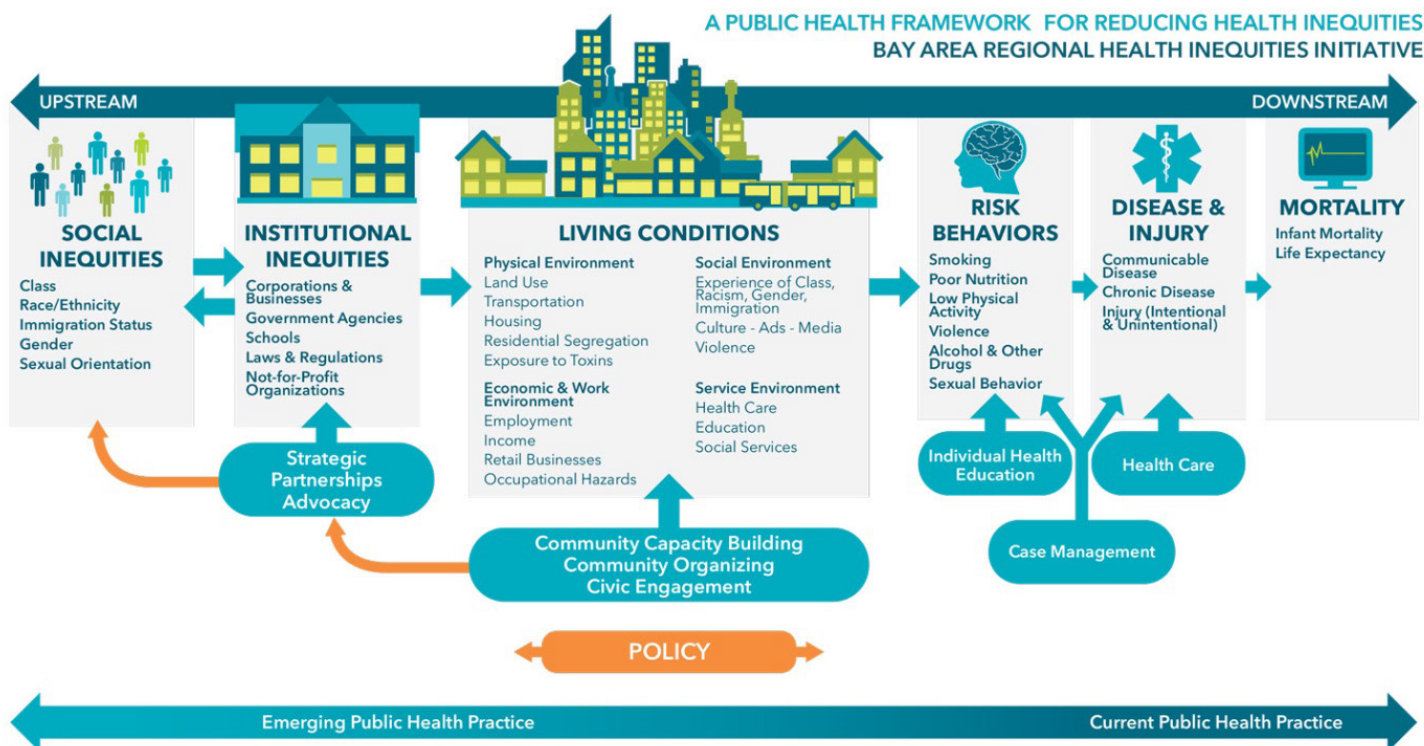 A PUBLIC HEALTH FRAMEWORK FOR REDUCING HEALTH INEQUITIES
BAY AREA REGIONAL HEALTH INEQUITIES INITIATIVE
UPSTREAM
DOWNSTREAM
SOCIAL
INEQUITIES
Class
Race/Ethnicity
Immigration Status
Gender
Sexual Orientation
INSTITUTIONAL
INEQUITIES
Corporations &
Businesses
Government Agencies
Schools
Laws & Regulations
Not-for-Profit
Organizations
LIVING CONDITIONS
Physical Environment
Land Use
Transportation
Housing
Residential Segregation
Exposure to Toxins
Economic & Work
Environment
Employment
Income
Retail Businesses
Occupational Hazards
Social Environment
Experience of Class,
Racism, Gender,
Immigration
Culture - Ads - Media
Violence
Service Environment
Health Care
Education
Social Services
RISK
BEHAVIORS
Smoking
Poor Nutrition
Low Physical
Activity
Violence
Alcohol & Other
Drugs
Sexual Behavior
DISEASE &
INJURY
Communicable
Disease
Chronic Disease
Injury (Intentional
& Unintentional)
MORTALITY
Infant Mortality
Life Expectancy
Strategic
Partnerships
Advocacy
Community Capacity Building
Community Organizing
Civic Engagement
Individual Health
Education
Health Care
Case Management
POLICY
Emerging Public Health Practice
Current Public Health Practice